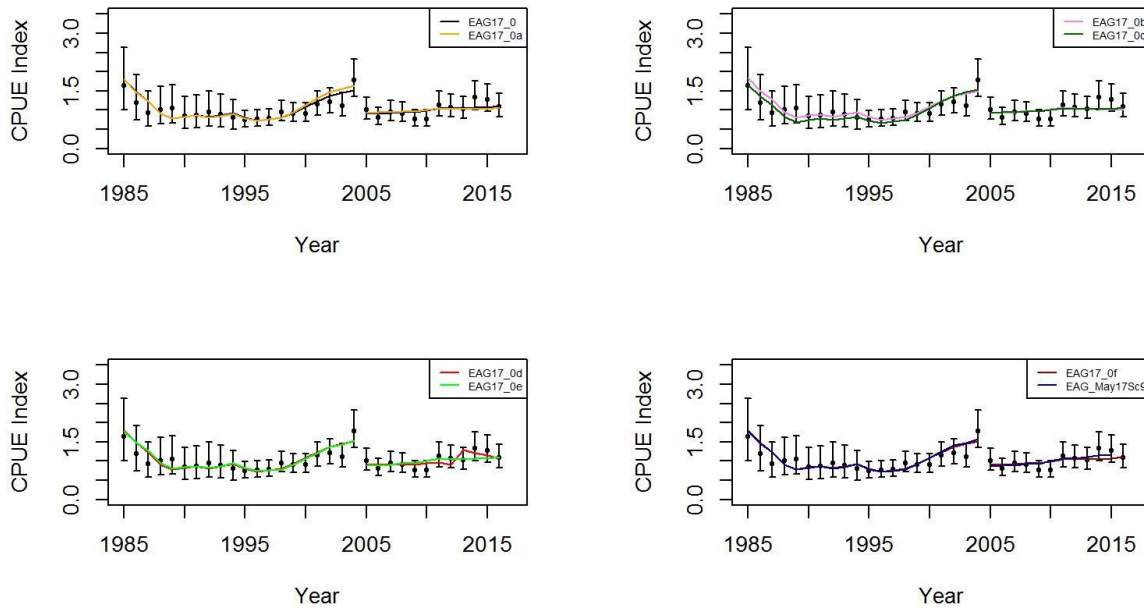 CPUE Index
0.0 1.5 3.0
EAG17_0
EAG17_0a
1985 1995 2005 2015
Year
CPUE Index
0.0 1.5 3.0
EAG17_0b
EAG17_0c
1985 1995 2005 2015
Year
CPUE Index
0.0 1.5 3.0
EAG17_0d
EAG17_0e
1985 1995 2005 2015
Year
CPUE Index
0.0 1.5 3.0
EAG17_0f
EAG_May17Sc9
1985 1995 2005 2015
Year